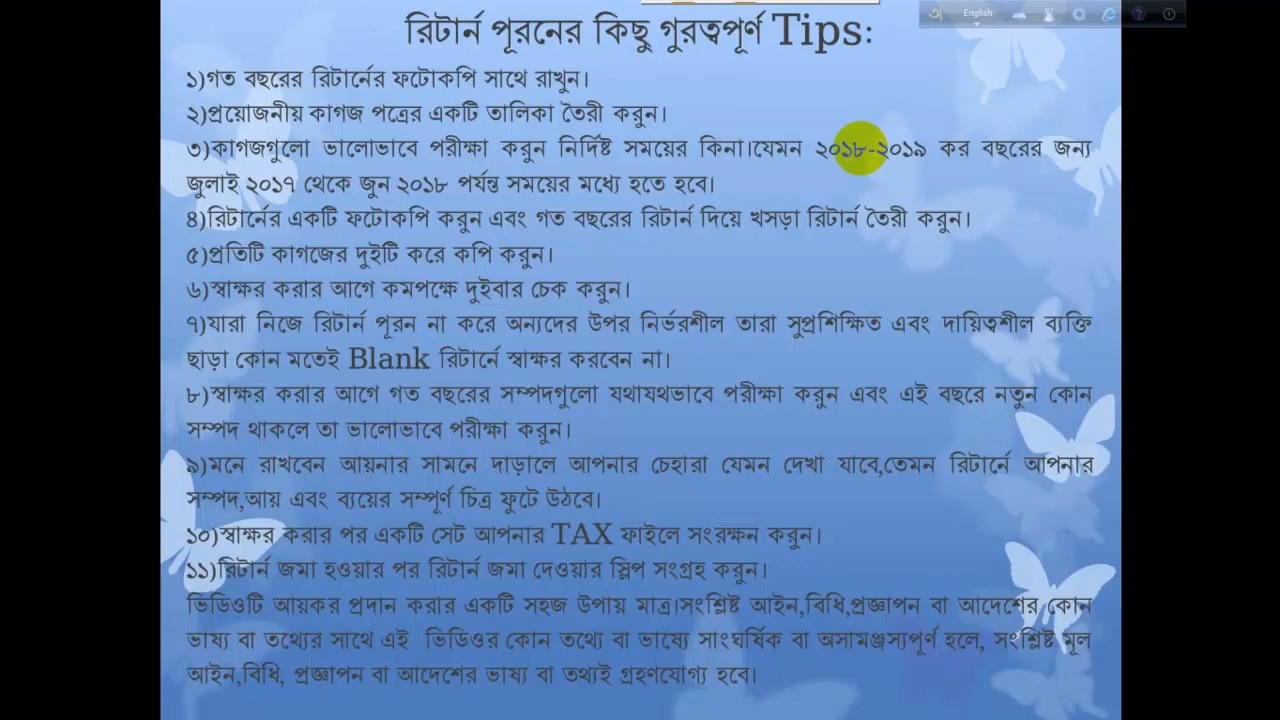 English
রিটার্ন পূরনের কিছু গুরত্বপূর্ণ Tips:
১)গত বছরের রিটার্নের ফটোকপি সাথে রাখুন।
২)প্রয়োজনীয় কাগজ পত্রের একটি তালিকা তৈরী করুন।
৩)কাগজগুলো ভালোভাবে পরীক্ষা করুন নির্দিষ্ট সময়ের কিনা।যেমন ২০১৮-২০১৯ কর বছরের জন্য
জুলাই ২০১৭ থেকে জুন ২০১৮ পর্যন্ত সময়ের মধ্যে হতে হবে।
৪)রিটার্নের একটি ফটোকপি করুন এবং গত বছরের রিটার্ন দিয়ে খসড়া রিটার্ন তৈরী করুন।
৫)প্রতিটি কাগজের দুইটি করে কপি করুন।
৬)স্বাক্ষর করার আগে কমপক্ষে দুইবার চেক করুন।
৭)যারা নিজে রিটার্ন পূরন না করে অন্যদের উপর নির্ভরশীল তারা সুপ্রশিক্ষিত এবং দায়িত্বশীল ব্যক্তি
ছাড়া কোন মতেই Blank রিটার্নে স্বাক্ষর করবেন না।
৮)স্বাক্ষর করার আগে গত বছরের সম্পদগুলো যথাযথভাবে পরীক্ষা করুন এবং এই বছরে নতুন কোন
সম্পদ থাকলে তা ভালোভাবে পরীক্ষা করুন।
৯)মনে রাখবেন আয়নার সামনে দাড়ালে আপনার চেহারা যেমন দেখা যাবে,তেমন রিটার্নে আপনার
সম্পদ,আয় এবং ব্যয়ের সম্পূর্ণ চিত্র ফুটে উঠবে।
১০)স্বাক্ষর করার পর একটি সেট আপনার TAX ফাইলে সংরক্ষন করুন।
১১)রিটার্ন জমা হওয়ার পর রিটার্ন জমা দেওয়ার স্লিপ সংগ্রহ করুন।
ভিডিওটি আয়কর প্রদান করার একটি সহজ উপায় মাত্র।সংশ্লিষ্ট আইন,বিধি,প্রজ্ঞাপন বা আদেশের কোন
ভাষ্য বা তথ্যের সাথে এই ভিডিওর কোন তথ্যে বা ভাষ্যে সাংঘর্ষিক বা অসামঞ্জস্যপূর্ণ হলে, সংশ্লিষ্ট মূল
আইন,বিধি, প্রজ্ঞাপন বা আদেশের ভাষ্য বা তথ্যই গ্রহণযোগ্য হবে।